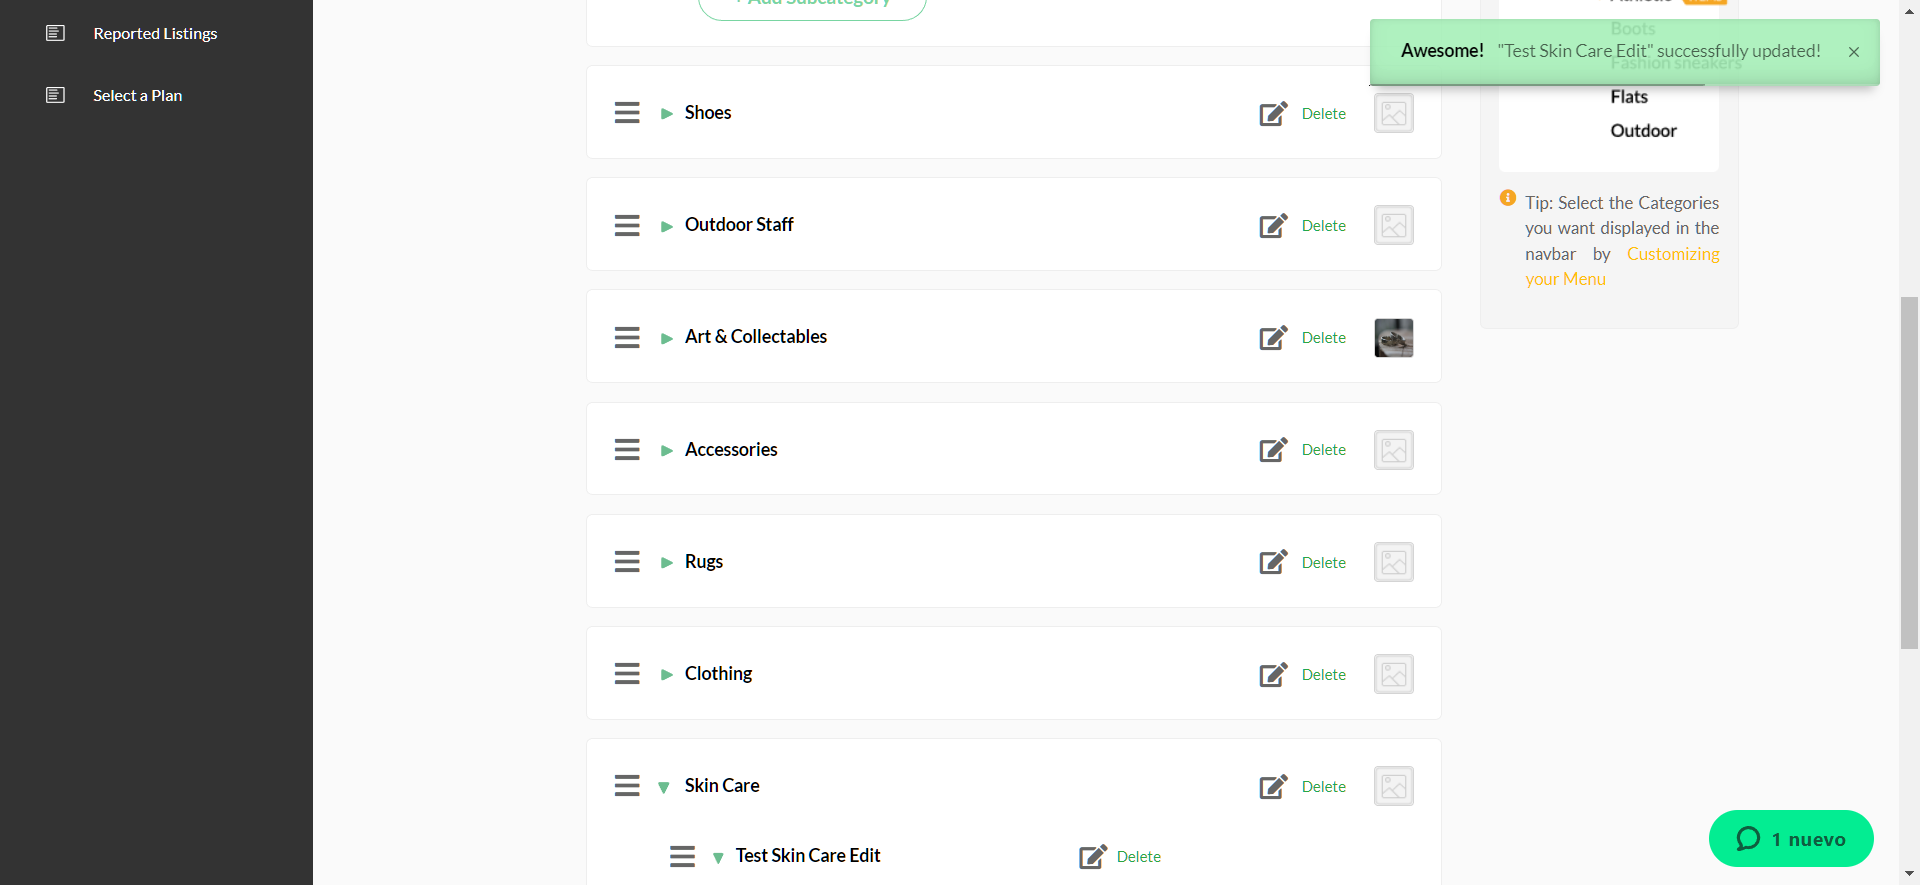 Reported Listings
Select a Plan
+ Add Subcategory
Shoes
Delete
Outdoor Staff
Delete
Art & Collectables
Delete
Accessories
Delete
Rugs
Delete
Clothing
Delete
Skin Care
Delete
Test Skin Care Edit
Delete
Awesome! "Test Skin Care Edit" successfully updated!
Boots
Fashion sneakers
Flats
Outdoor
Tip: Select the Categories
you want displayed in the
navbar by Customizing
your Menu
1 nuevo